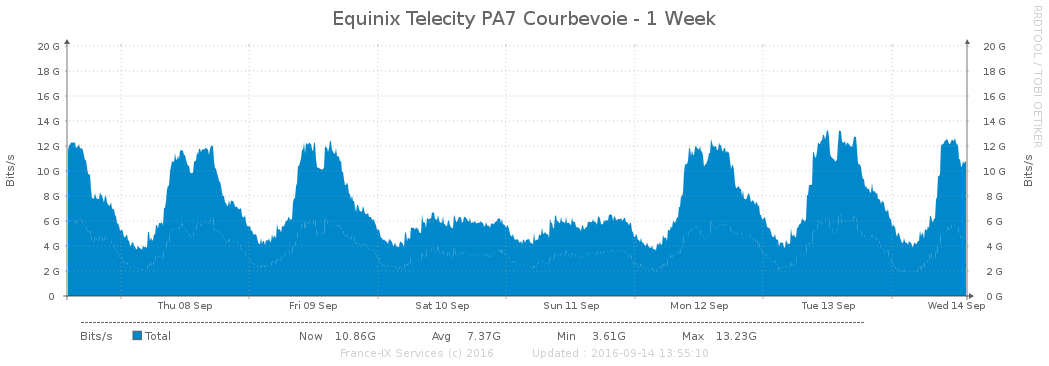 Equinix Telecity PA7 Courbevoie - 1 Week
RRDTOOL / TOBI OETIKER
Bits/s
Bits/s
20 G 20 G
18 G 18 G
16 G 16 G
14 G 14 G
12 G 12 G
10 G 10 G
8 G 8 G
6 G 6 G
4 G 4 G
2 G 2 G
0 0 G
Thu 08 Sep Fri 09 Sep Sat 10 Sep Sun 11 Sep Mon 12 Sep Tue 13 Sep Wed 14 Sep
Bits/s Total Now 10.86G Avg 7.37G Min 3.61G Max 13.23G
France-IX Services (c) 2016 Updated : 2016-09-14 13:55:10